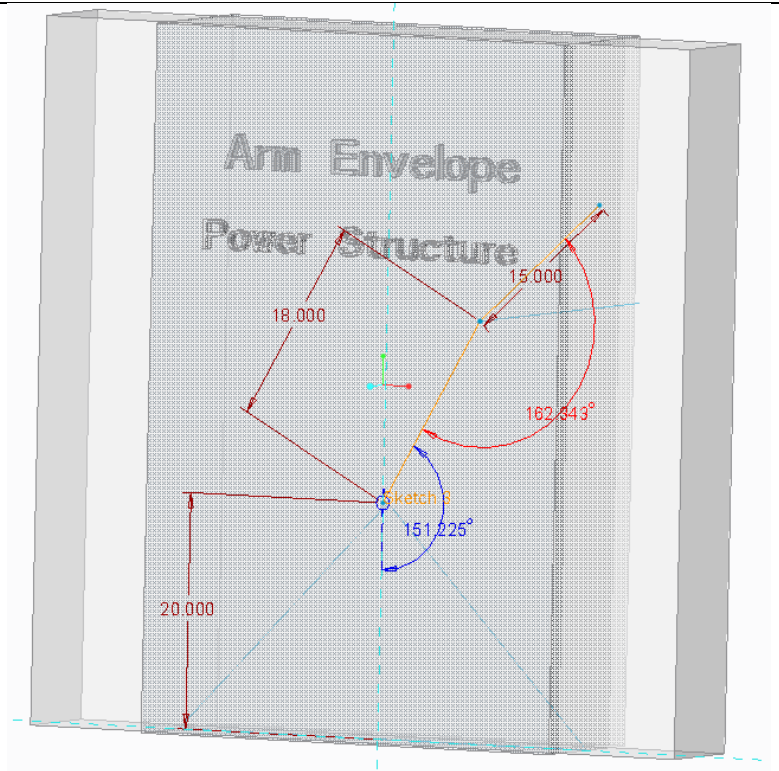 Arm Envelope
Power Structure
15.000
18.000
162.343°
Sketch 3
151.225°
20.000